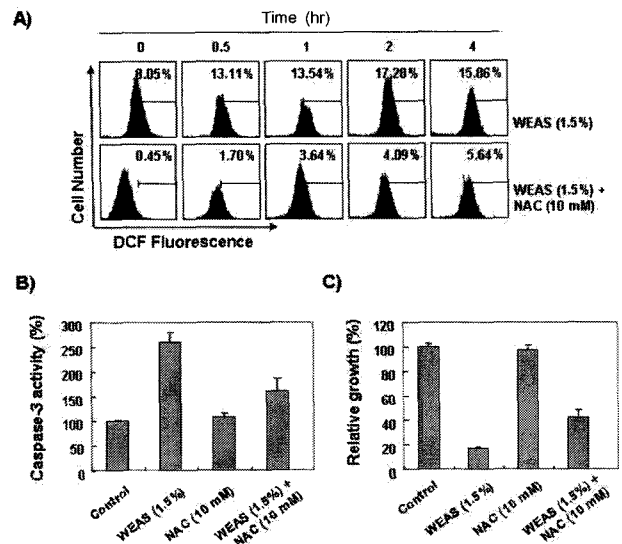 A)
Time (hr)
0 0.5 1 2 4
8.05% 13.11% 13.54% 17.28% 15.86%
WEAS (1.5%)
0.45% 1.70% 3.64% 4.09% 5.64%
WEAS (1.5%) +
NAC (10 mM)
Cell Number
DCF Fluorescence
B)
Caspase-3 activity (%)
300
250
200
150
100
50
0
Control
WEAS (1.5%)
NAC (10 mM)
WEAS (1.5%) +
NAC (10 mM)
C)
Relative growth (%)
120
100
80
60
40
20
0
Control
WEAS (1.5%)
NAC (10 mM)
WEAS (1.5%) +
NAC (10 mM)